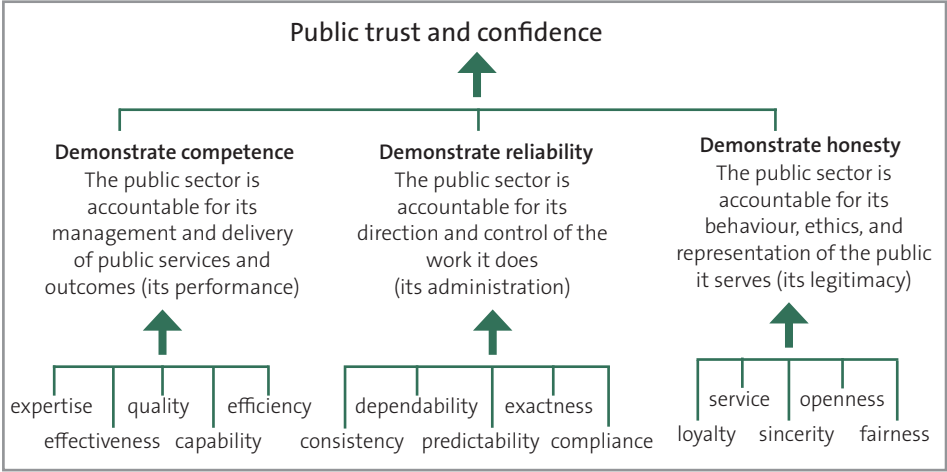 Public trust and confidence
Demonstrate competence
The public sector is
accountable for its
management and delivery
of public services and
outcomes (its performance)
Demonstrate reliability
The public sector is
accountable for its
direction and control of the
work it does
(its administration)
Demonstrate honesty
The public sector is
accountable for its
behaviour, ethics, and
representation of the public
it serves (its legitimacy)
expertise quality efficiency
effectiveness capability
dependability exactness
consistency predictability compliance
service openness
loyalty sincerity fairness